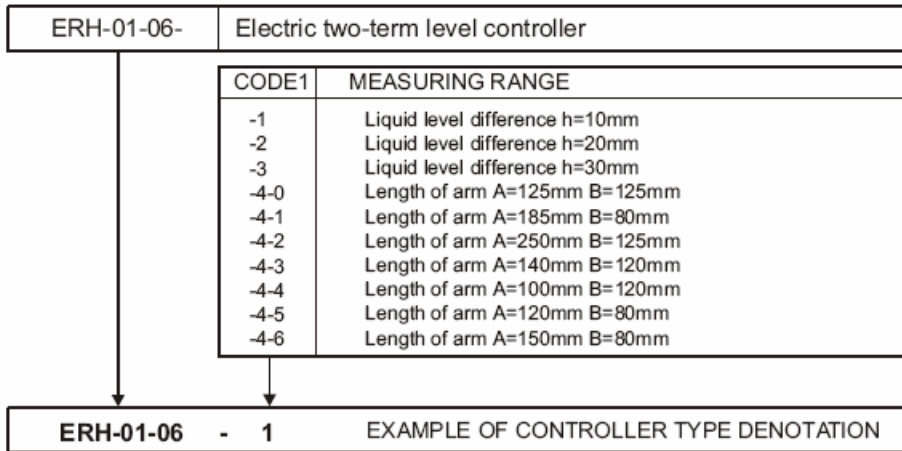 ERH-01-06- Electric two-term level controller
CODE1 MEASURING RANGE
-1 Liquid level difference h=10mm
-2 Liquid level difference h=20mm
-3 Liquid level difference h=30mm
-4-0 Length of arm A=125mm B=125mm
-4-1 Length of arm A=185mm B=80mm
-4-2 Length of arm A=250mm B=125mm
-4-3 Length of arm A=140mm B=120mm
-4-4 Length of arm A=100mm B=120mm
-4-5 Length of arm A=120mm B=80mm
-4-6 Length of arm A=150mm B=80mm
ERH-01-06 - 1 EXAMPLE OF CONTROLLER TYPE DENOTATION